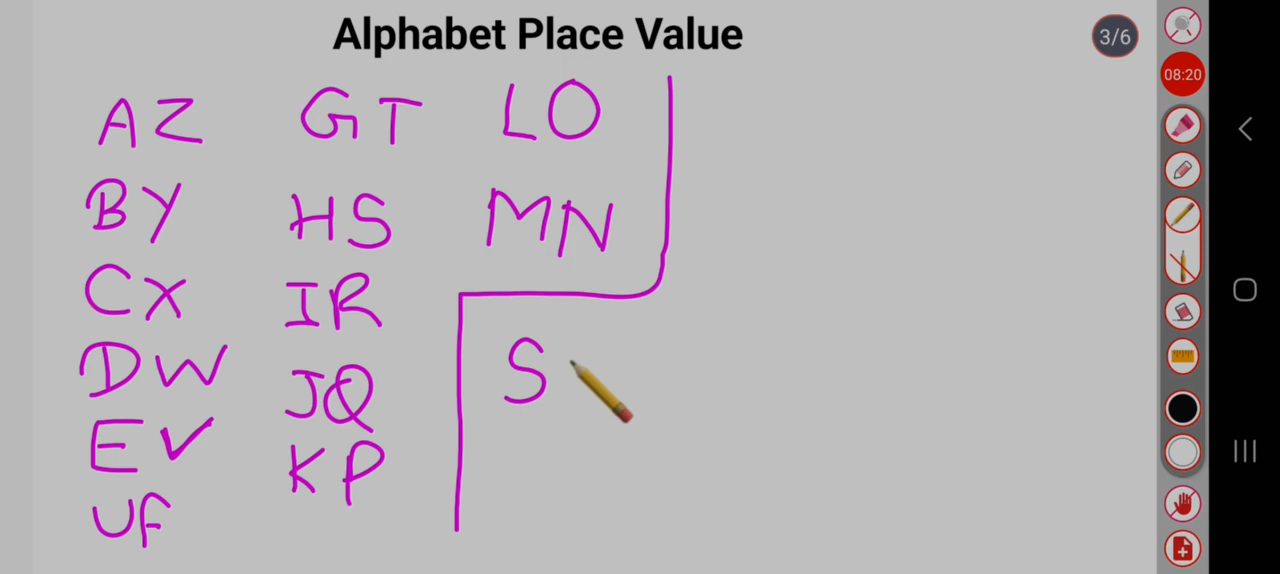 Alphabet Place Value
3/6
08:20
AZ GT LO
BY HS MN
CX IR
DW JQ S
EV KP
UF